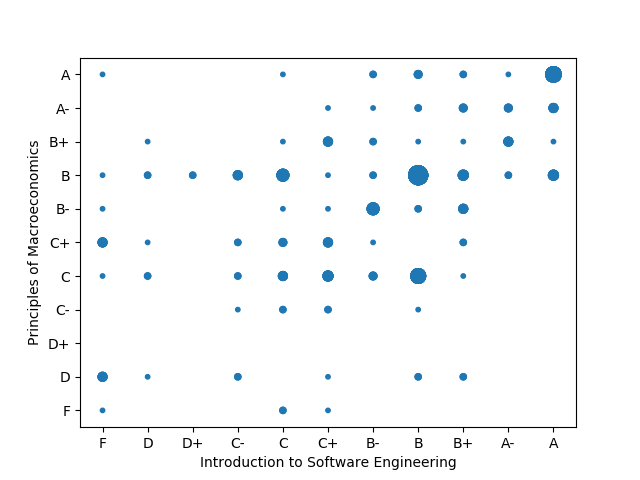 Principles of Macroeconomics
A
A-
B+
B
B-
C+
C
C-
D+
D
F
F D D+ C- C C+ B- B B+ A- A
Introduction to Software Engineering